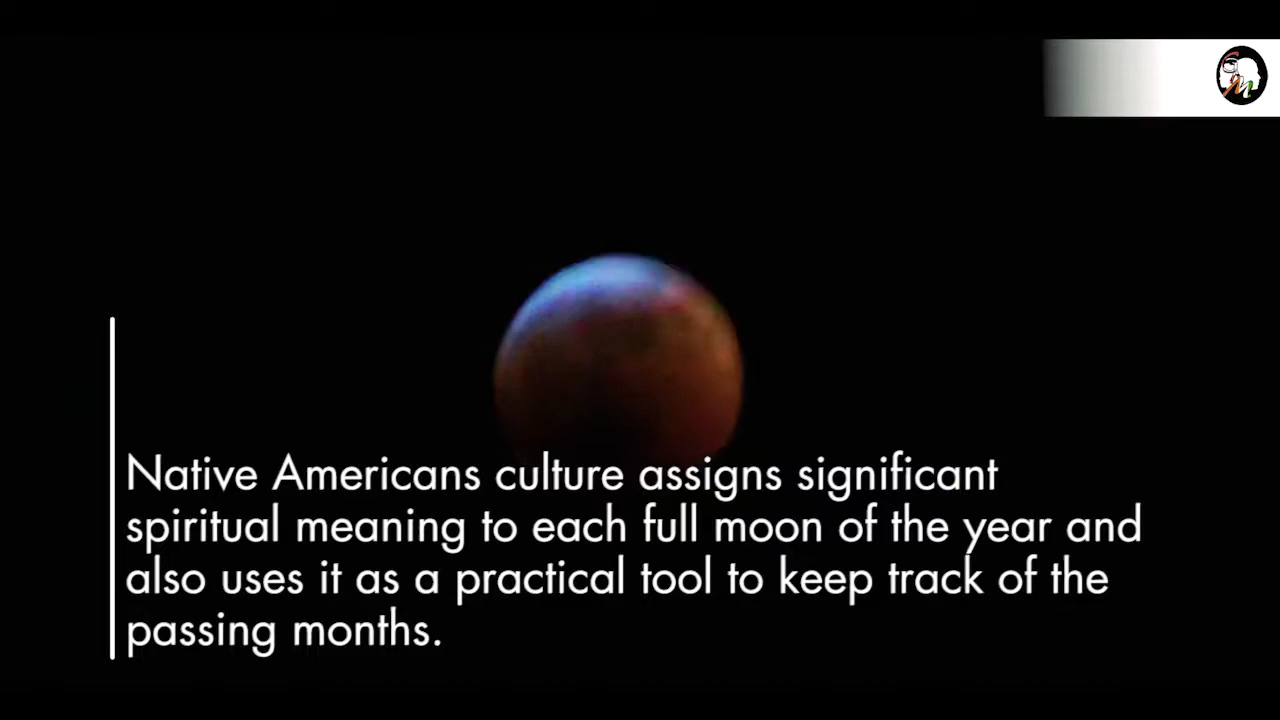 Native Americans culture assigns significant
spiritual meaning to each full moon of the year and
also uses it as a practical tool to keep track of the
passing months.